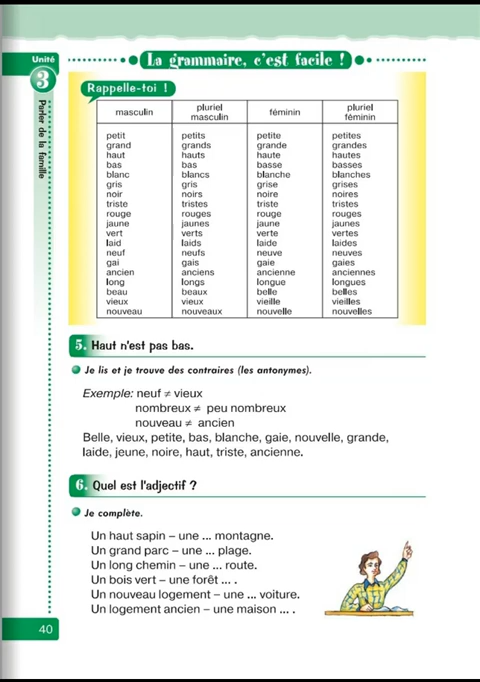 La grammaire, c'est facile !
Unité
3
Parler de la famille
Rappelle-toi !
masculin pluriel masculin féminin pluriel féminin
petit petits petite petites
grand grands grande grandes
haut hauts haute hautes
bas bas basse basses
blanc blancs blanche blanches
gris gris grise grises
noir noirs noire noires
triste tristes triste tristes
rouge rouges rouge rouges
jaune jaunes jaune jaunes
vert verts verte vertes
laid laids laide laides
neuf neufs neuve neuves
gai gais gaie gaies
ancien anciens ancienne anciennes
long longs longue longues
beau beaux belle belles
vieux vieux vieille vieilles
nouveau nouveaux nouvelle nouvelles
5. Haut n'est pas bas.
Je lis et je trouve des contraires (les antonymes).
Exemple: neuf ≠ vieux
nombreux ≠ peu nombreux
nouveau ≠ ancien
Belle, vieux, petite, bas, blanche, gaie, nouvelle, grande,
laide, jeune, noire, haut, triste, ancienne.
6. Quel est l'adjectif ?
Je complète.
Un haut sapin – une ... montagne.
Un grand parc – une ... plage.
Un long chemin – une ... route.
Un bois vert – une forêt ... .
Un nouveau logement – une ... voiture.
Un logement ancien – une maison ... .
40